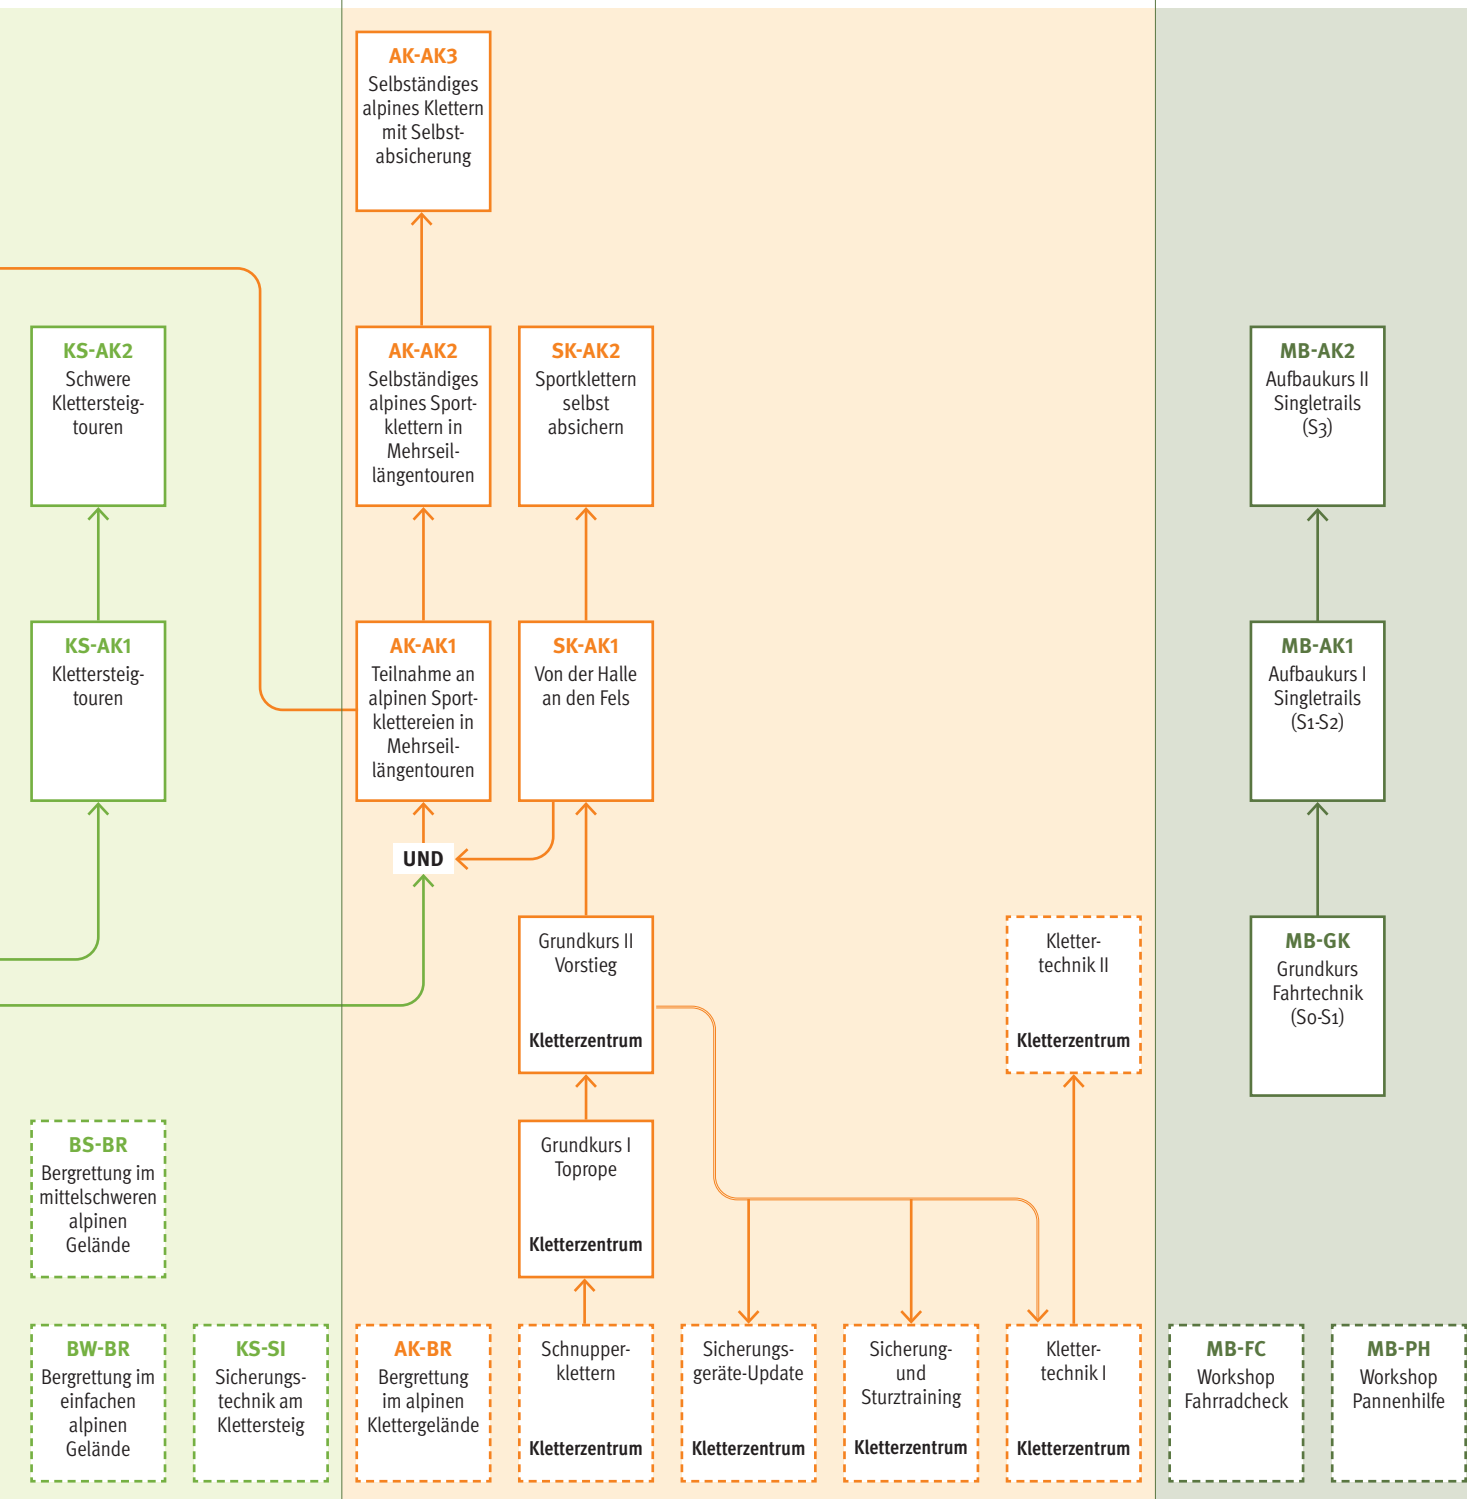 AK-AK3
Selbständiges
alpines Klettern
mit Selbst-
absicherung
KS-AK2
Schwere
Klettersteig-
touren
AK-AK2
Selbständiges
alpines Sport-
klettern in
Mehrseil-
längentouren
SK-AK2
Sportklettern
selbst
absichern
MB-AK2
Aufbaukurs II
Singletrails
(S3)
KS-AK1
Klettersteig-
touren
AK-AK1
Teilnahme an
alpinen Sport-
klettereien in
Mehrseil-
längentouren
SK-AK1
Von der Halle
an den Fels
MB-AK1
Aufbaukurs I
Singletrails
(S1-S2)
UND
Grundkurs II
Vorstieg
Kletterzentrum
Kletter-
technik II
Kletterzentrum
MB-GK
Grundkurs
Fahrtechnik
(S0-S1)
BS-BR
Bergrettung im
mittelschweren
alpinen
Gelände
Grundkurs I
Toprope
Kletterzentrum
BW-BR
Bergrettung im
einfachen
alpinen
Gelände
KS-SI
Sicherungs-
technik am
Klettersteig
AK-BR
Bergrettung
im alpinen
Klettergelände
Schnupper-
klettern
Kletterzentrum
Sicherungs-
geräte-Update
Kletterzentrum
Sicherung-
und
Sturztraining
Kletterzentrum
Kletter-
technik I
Kletterzentrum
MB-FC
Workshop
Fahrradcheck
MB-PH
Workshop
Pannenhilfe